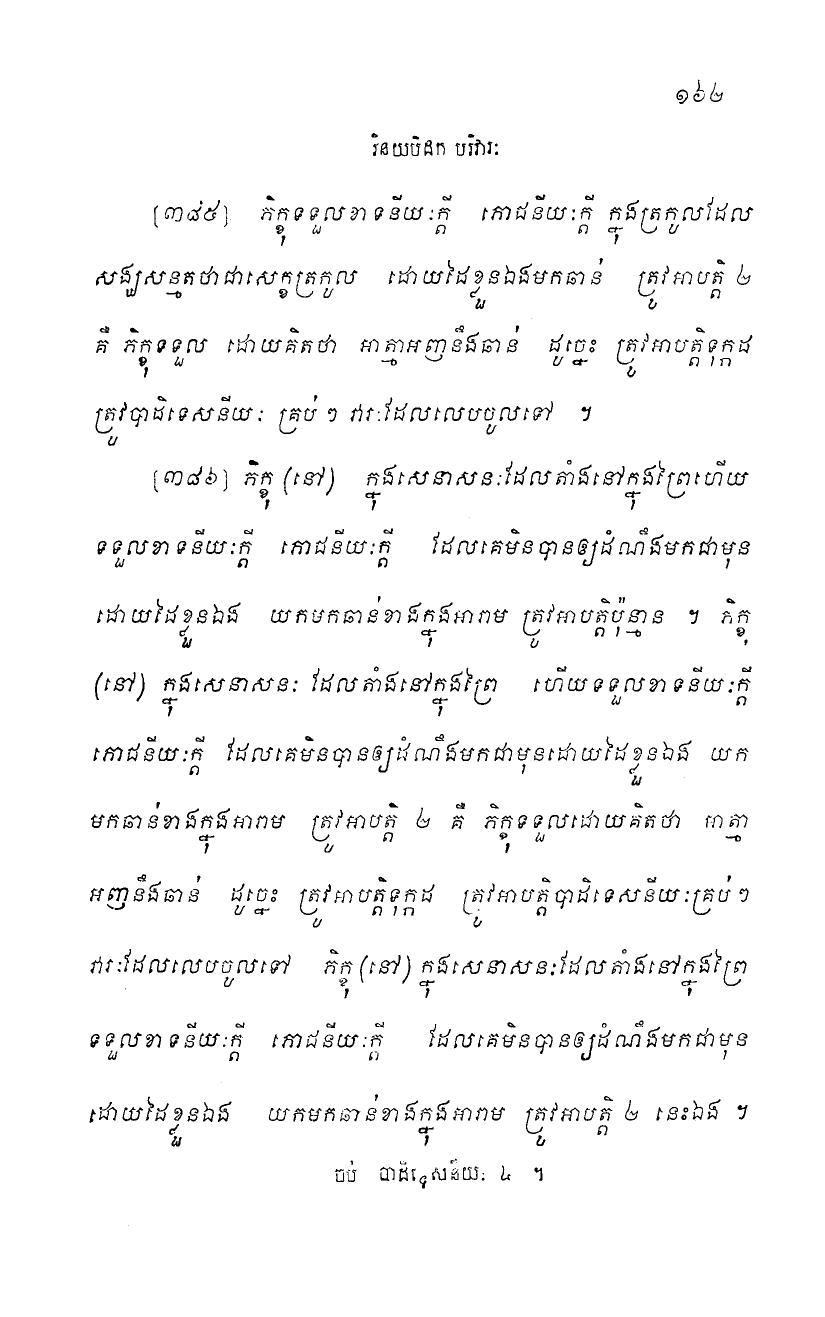 ១៦២
វិនយបិដក បរិវារៈ
[៣៨៥] ភិក្ខុទទួលខាទនីយៈក្តី ភោជនីយៈក្តី ក្នុងត្រកូលដែល
សង្ឃសន្មតថាជាសេក្ខត្រកូល ដោយដៃខ្លួនឯងមកឆាន់ ត្រូវអាបត្តិ ២
គឺ ភិក្ខុទទួល ដោយគិតថា អាត្មាអញនឹងឆាន់ ដូច្នេះ ត្រូវអាបត្តិទុក្កដ
ត្រូវបាដិទេសនីយៈ គ្រប់ ៗ វារៈដែលលេបចូលទៅ ។
[៣៨៦] ភិក្ខុ (នៅ) ក្នុងសេនាសនៈដែលតាំងនៅក្នុងព្រៃហើយ
ទទួលខាទនីយៈក្តី ភោជនីយៈក្តី ដែលគេមិនបានឲ្យដំណឹងមកជាមុន
ដោយដៃខ្លួនឯង យកមកឆាន់ខាងក្នុងអារាម ត្រូវអាបត្តិប៉ុន្មាន ។ ភិក្ខុ
(នៅ) ក្នុងសេនាសនៈ ដែលតាំងនៅក្នុងព្រៃ ហើយទទួលខាទនីយៈក្តី
ភោជនីយៈក្តី ដែលគេមិនបានឲ្យដំណឹងមកជាមុនដោយដៃខ្លួនឯង យក
មកឆាន់ខាងក្នុងអារាម ត្រូវអាបត្តិ ២ គឺ ភិក្ខុទទួលដោយគិតថា អាត្មា
អញនឹងឆាន់ ដូច្នេះ ត្រូវអាបត្តិទុក្កដ ត្រូវអាបត្តិបាដិទេសនីយៈគ្រប់ៗ
វារៈដែលលេបចូលទៅ ភិក្ខុ (នៅ) ក្នុងសេនាសនៈដែលតាំងនៅក្នុងព្រៃ
ទទួលខាទនីយៈក្តី ភោជនីយៈក្តី ដែលគេមិនបានឲ្យដំណឹងមកជាមុន
ដោយដៃខ្លួនឯង យកមកឆាន់ខាងក្នុងអារាម ត្រូវអាបត្តិ ២ នេះឯង ។
ចប់ បាដិទ្ទេសនីយៈ ៤ ។